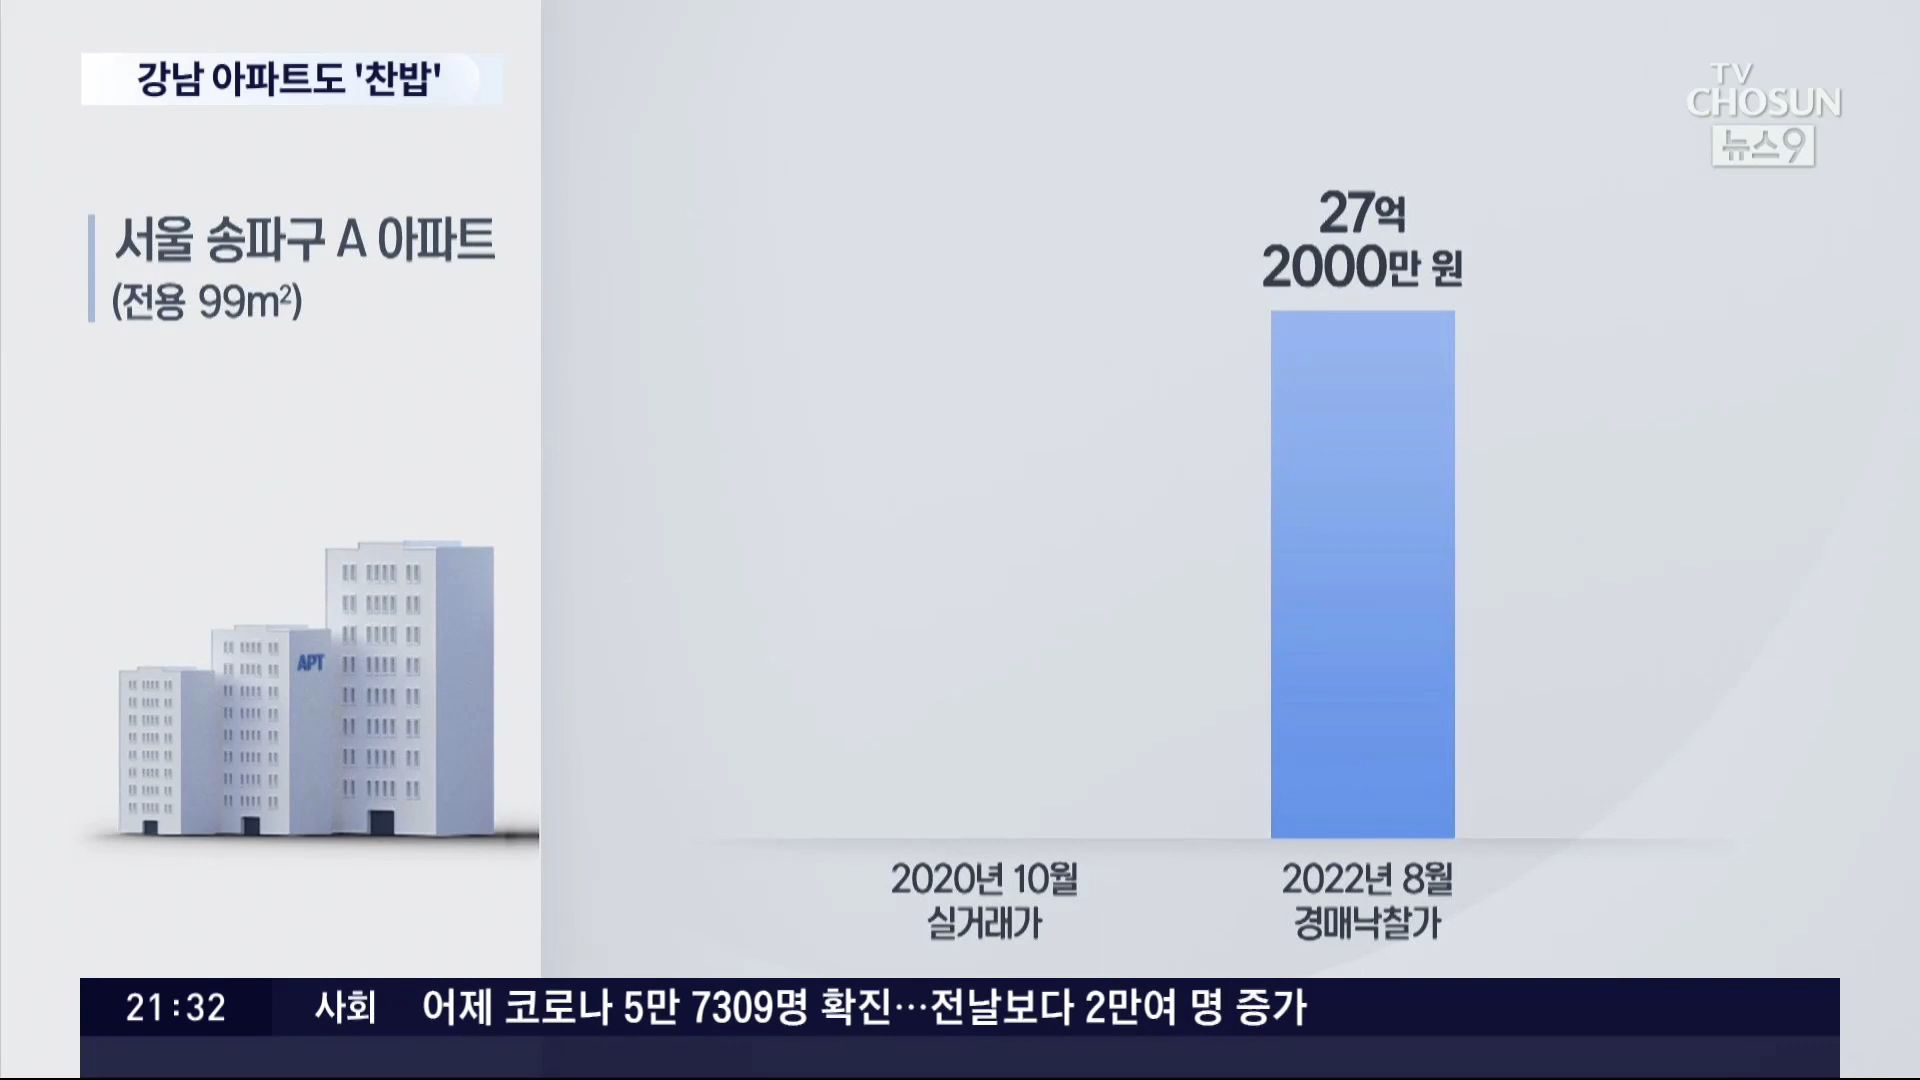 강남 아파트도 '찬밥'
TV
CHOSUN
뉴스9
서울 송파구 A 아파트
(전용 99m²)
27억
2000만 원
APT
2020년 10월
실거래가
2022년 8월
경매낙찰가
21:32 사회 어제 코로나 5만 7309명 확진…전날보다 2만여 명 증가